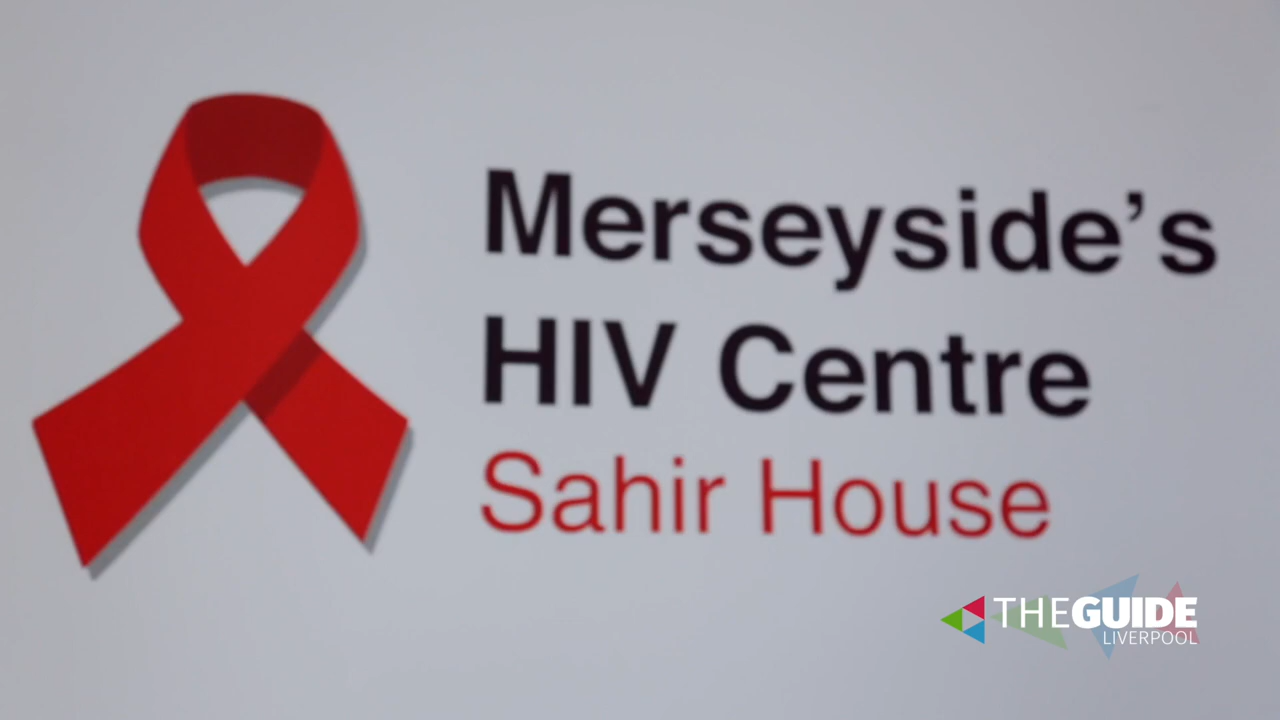 Merseyside's
HIV Centre
Sahir House
THEGUIDE
LIVERPOOL